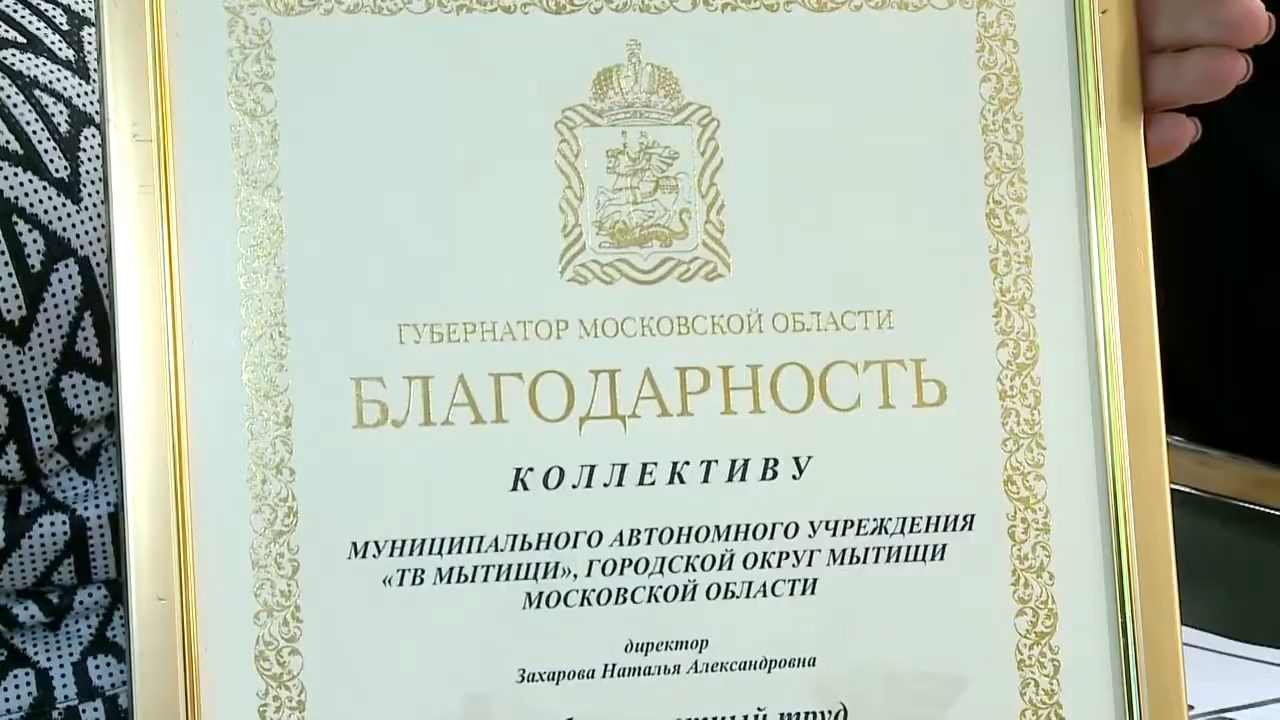 ГУБЕРНАТОР МОСКОВСКОЙ ОБЛАСТИ
БЛАГОДАРНОСТЬ
КОЛЛЕКТИВУ
МУНИЦИПАЛЬНОГО АВТОНОМНОГО УЧРЕЖДЕНИЯ
«ТВ МЫТИЩИ», ГОРОДСКОЙ ОКРУГ МЫТИЩИ
МОСКОВСКОЙ ОБЛАСТИ
директор
Захарова Наталья Александровна
труд